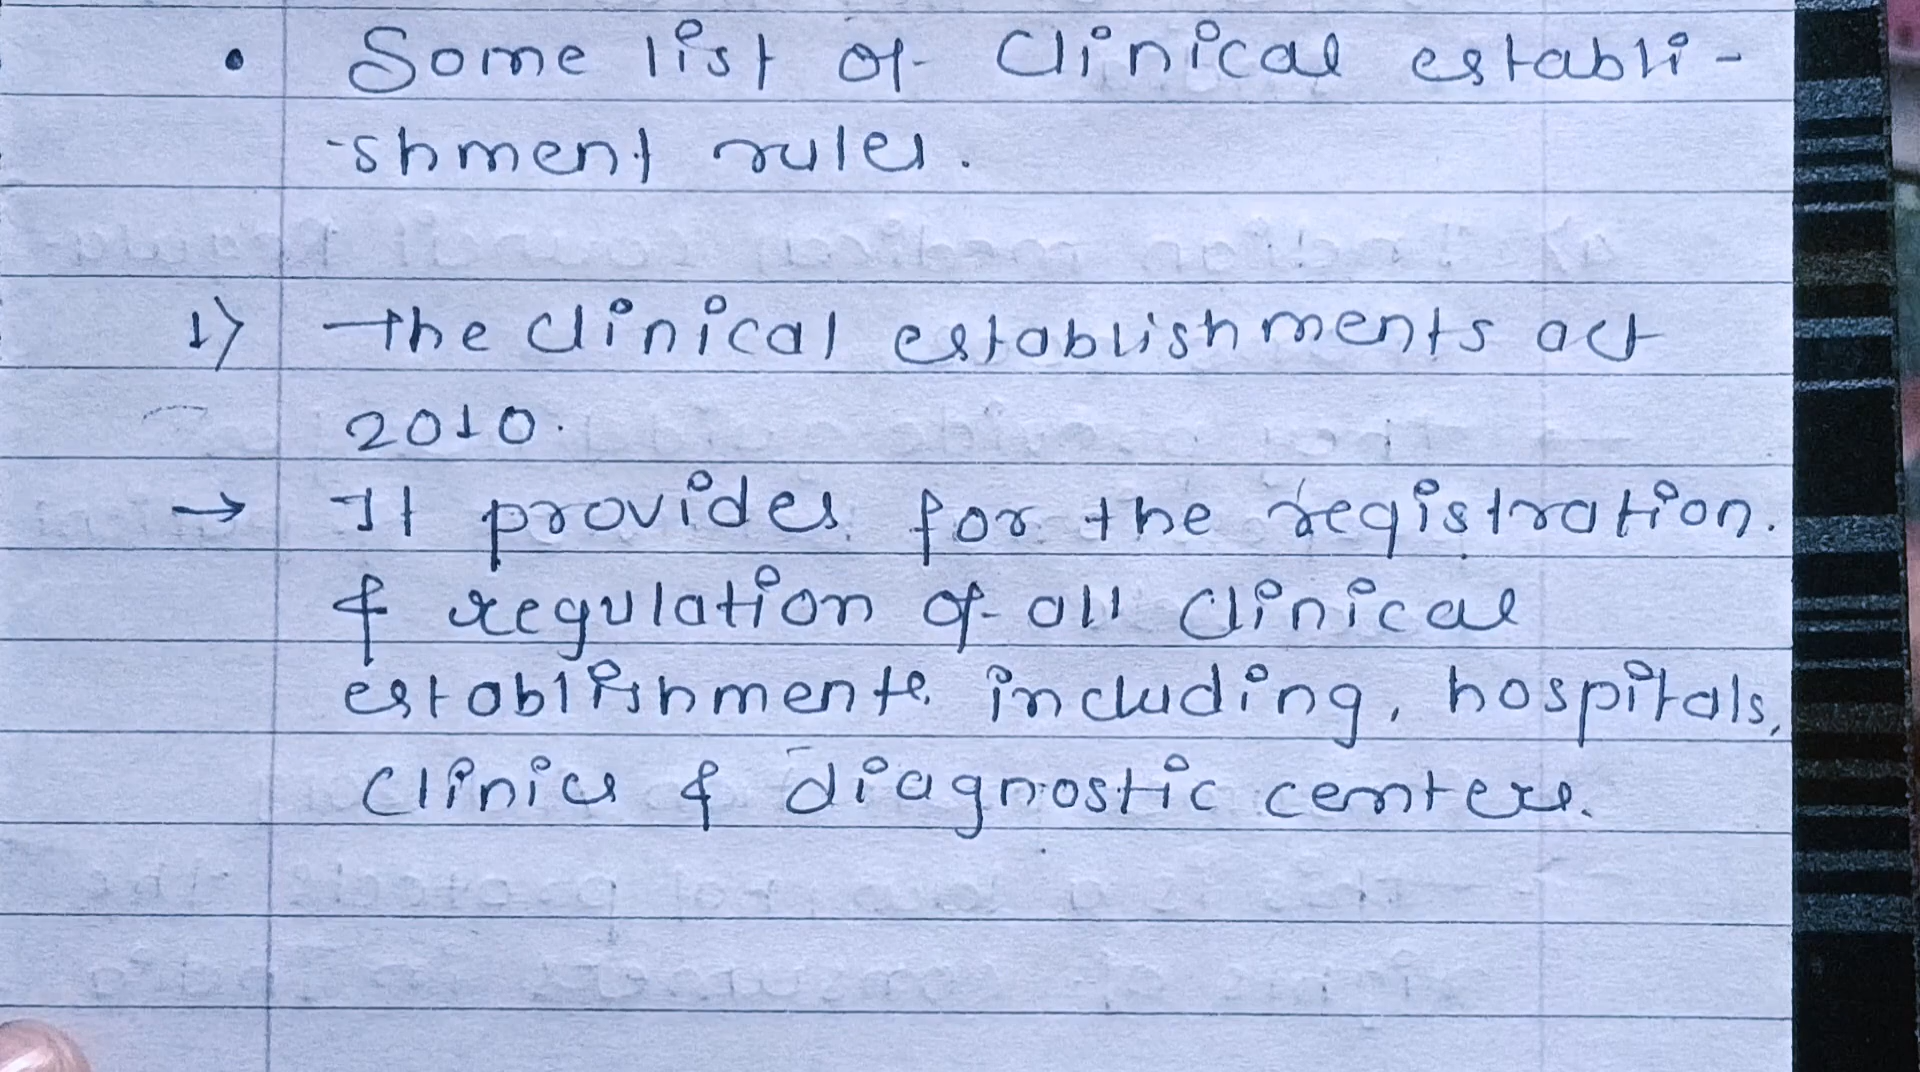 • Some list of Clinical establi-
-shment rules.
1) The clinical establishments act
2010.
→ It provides for the registration.
& regulation of all clinical
establishments including, hospitals,
clinics & diagnostic centers.